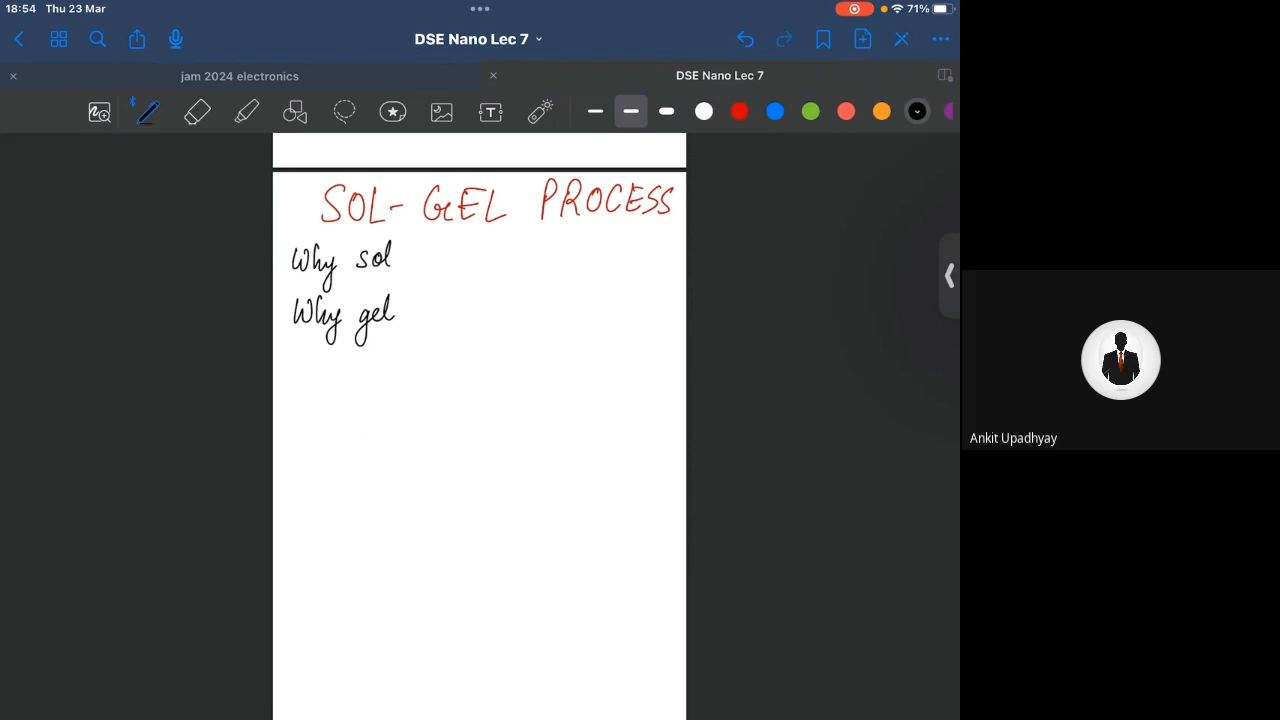 18:54 Thu 23 Mar
71%
DSE Nano Lec 7
jam 2024 electronics
DSE Nano Lec 7
T
SOL-GEL PROCESS
Why sol
Why gel
Ankit Upadhyay